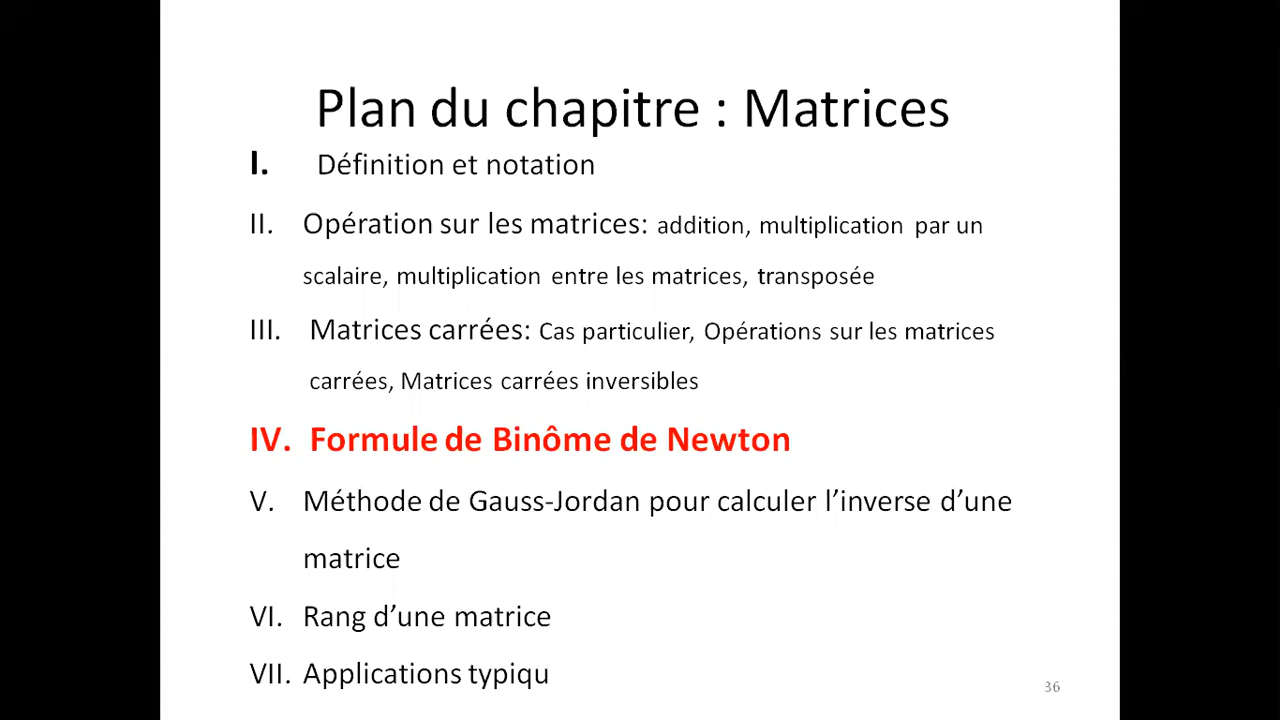 Plan du chapitre : Matrices
I. Définition et notation
II. Opération sur les matrices: addition, multiplication par un
scalaire, multiplication entre les matrices, transposée
III. Matrices carrées: Cas particulier, Opérations sur les matrices
carrées, Matrices carrées inversibles
IV. Formule de Binôme de Newton
V. Méthode de Gauss-Jordan pour calculer l’inverse d’une
matrice
VI. Rang d’une matrice
VII. Applications typiqu
36